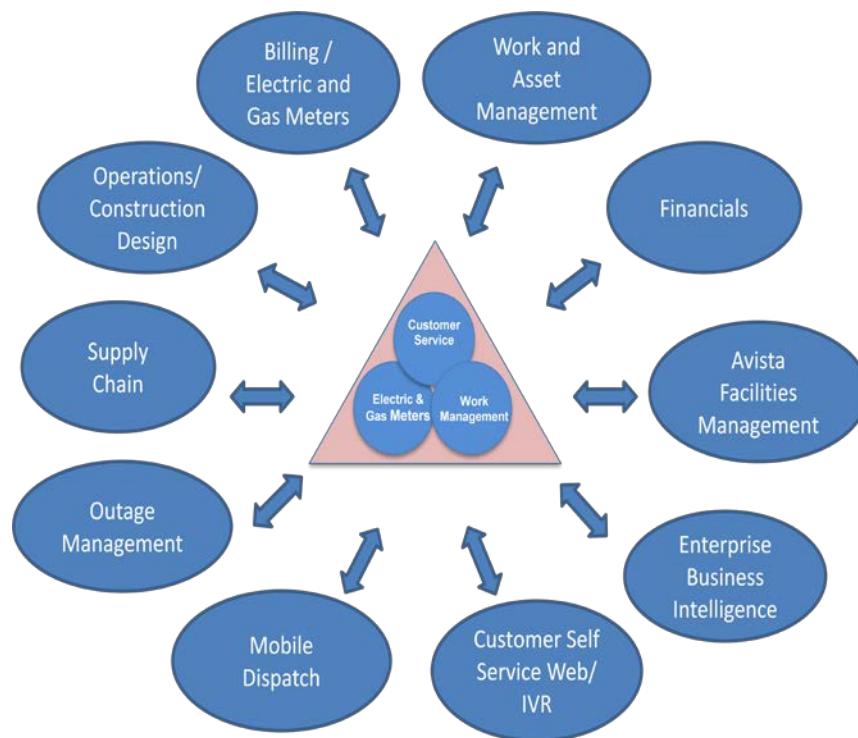 Billing /
Electric and
Gas Meters
Work and
Asset
Management
Operations/
Construction
Design
Financials
Supply
Chain
Customer
Service
Electric &
Gas Meters
Work
Management
Avista
Facilities
Management
Outage
Management
Enterprise
Business
Intelligence
Mobile
Dispatch
Customer Self
Service Web/
IVR